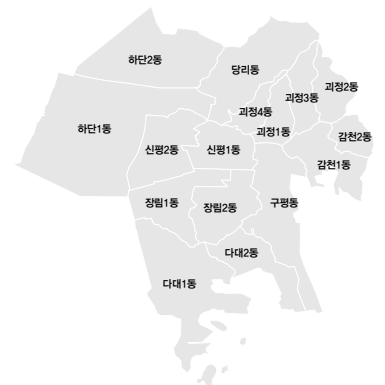 하단2동
당리동
괴정2동
괴정3동
괴정4동
하단1동
괴정1동
감천2동
신평2동
신평1동
감천1동
장림1동
장림2동
구평동
다대2동
다대1동